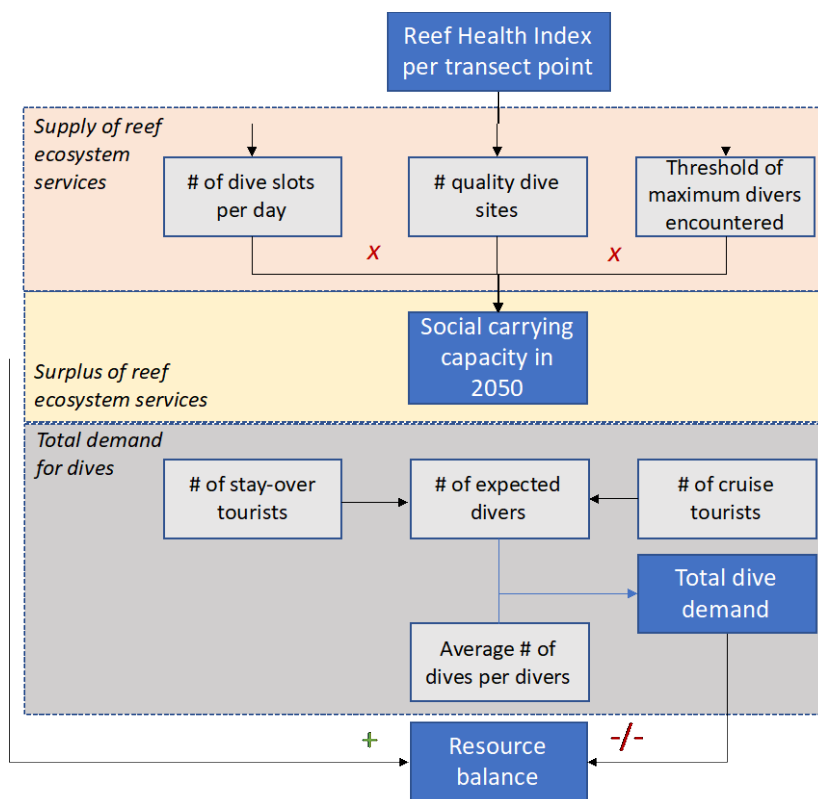 Reef Health Index
per transect point
Supply of reef
ecosystem
services
# of dive slots
per day
# quality dive
sites
Threshold of
maximum divers
encountered
x
x
Social carrying
capacity in
2050
Surplus of reef
ecosystem services
Total demand
for dives
# of stay-over
tourists
# of expected
divers
# of cruise
tourists
Total dive
demand
Average # of
dives per divers
+
Resource
balance
-/-